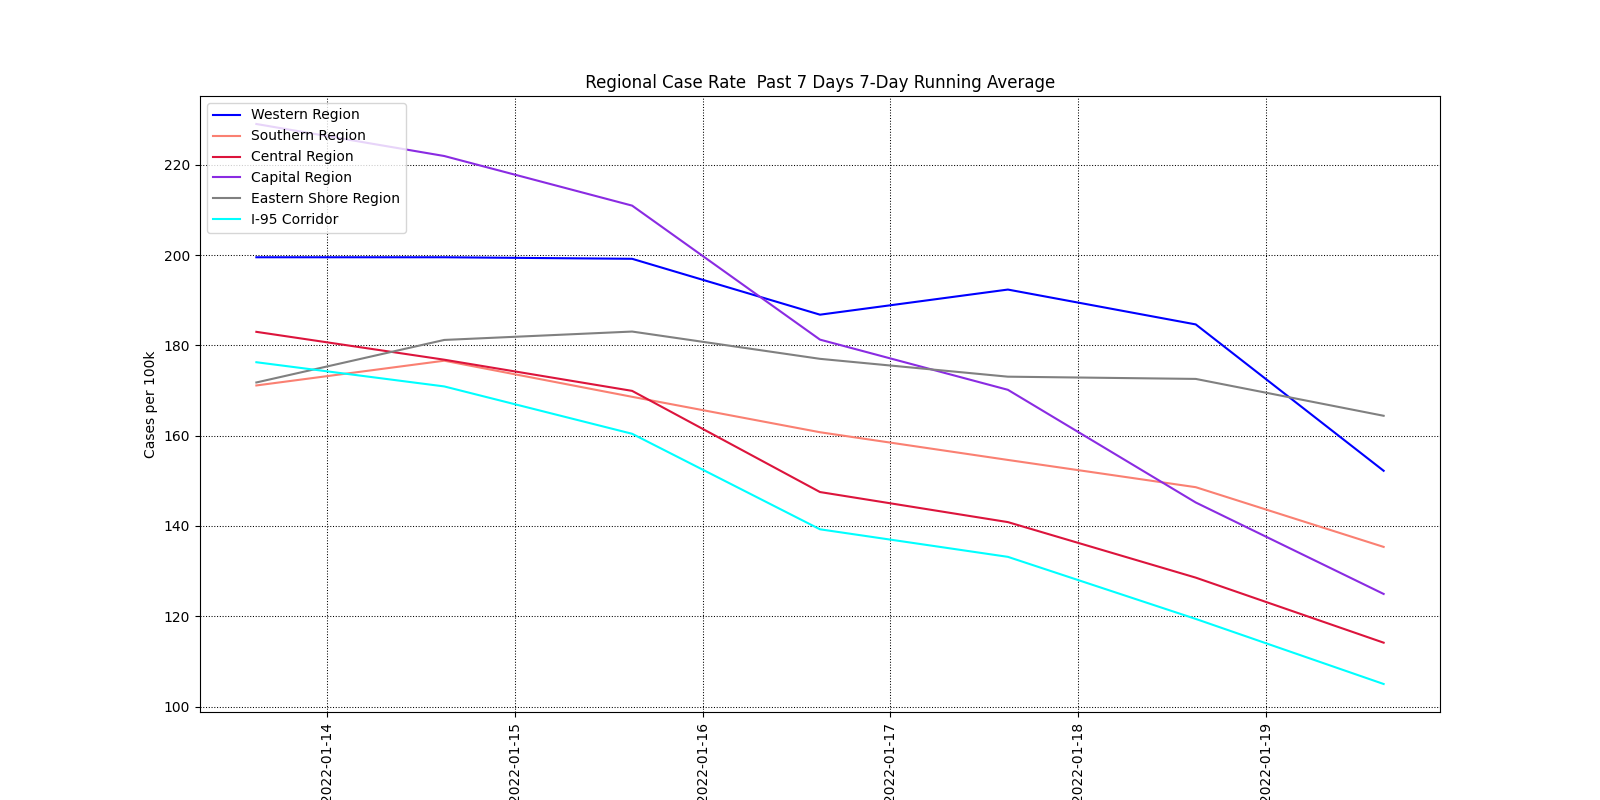 Regional Case Rate  Past 7 Days 7-Day Running Average
Western Region
Southern Region
Central Region
Capital Region
Eastern Shore Region
I-95 Corridor
Cases per 100k
220
200
180
160
140
120
100
2022-01-14
2022-01-15
2022-01-16
2022-01-17
2022-01-18
2022-01-19